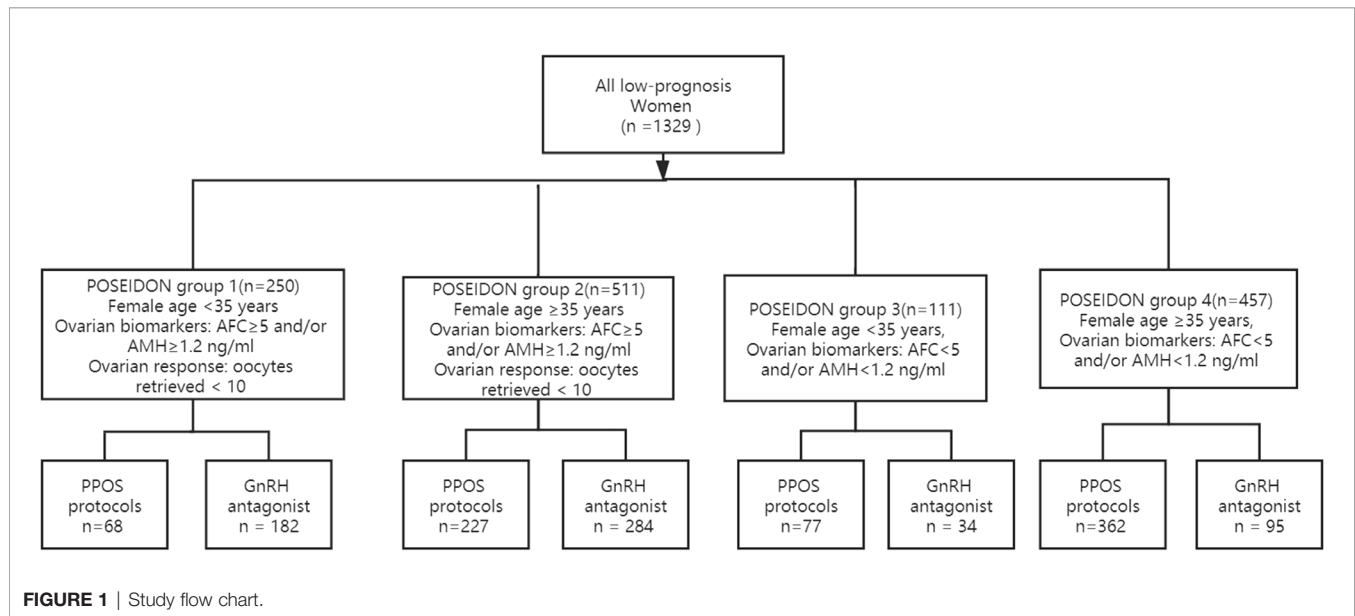 All low-prognosis
Women
(n =1329 )
POSEIDON group 1(n=250)
Female age <35 years
Ovarian biomarkers: AFC≥5 and/or
AMH≥1.2 ng/ml
Ovarian response: oocytes
retrieved < 10
POSEIDON group 2(n=511)
Female age ≥35 years
Ovarian biomarkers: AFC≥5
and/or AMH≥1.2 ng/ml
Ovarian response: oocytes
retrieved < 10
POSEIDON group 3(n=111)
Female age <35 years,
Ovarian biomarkers: AFC<5
and/or AMH<1.2 ng/ml
POSEIDON group 4(n=457)
Female age ≥35 years,
Ovarian biomarkers: AFC<5
and/or AMH<1.2 ng/ml
PPOS
protocols
n=68
GnRH
antagonist
n = 182
PPOS
protocols
n=227
GnRH
antagonist
n = 284
PPOS
protocols
n=77
GnRH
antagonist
n = 34
PPOS
protocols
n=362
GnRH
antagonist
n = 95
FIGURE 1 | Study flow chart.